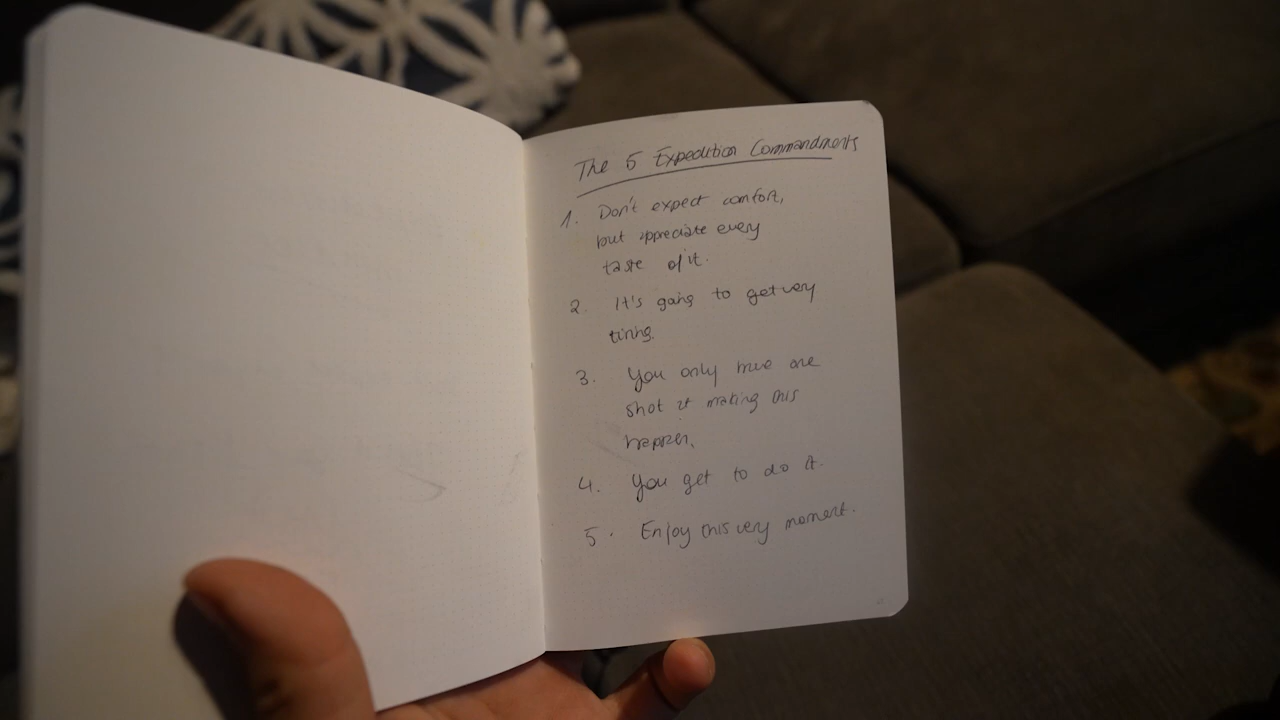 The 5 Expedition Commandments
1. Don't expect comfort,
but appreciate every
taste of it.
2. It's going to get very
tiring.
3. You only have one
shot at making this
happen.
4. You get to do it.
5. Enjoy this very moment.